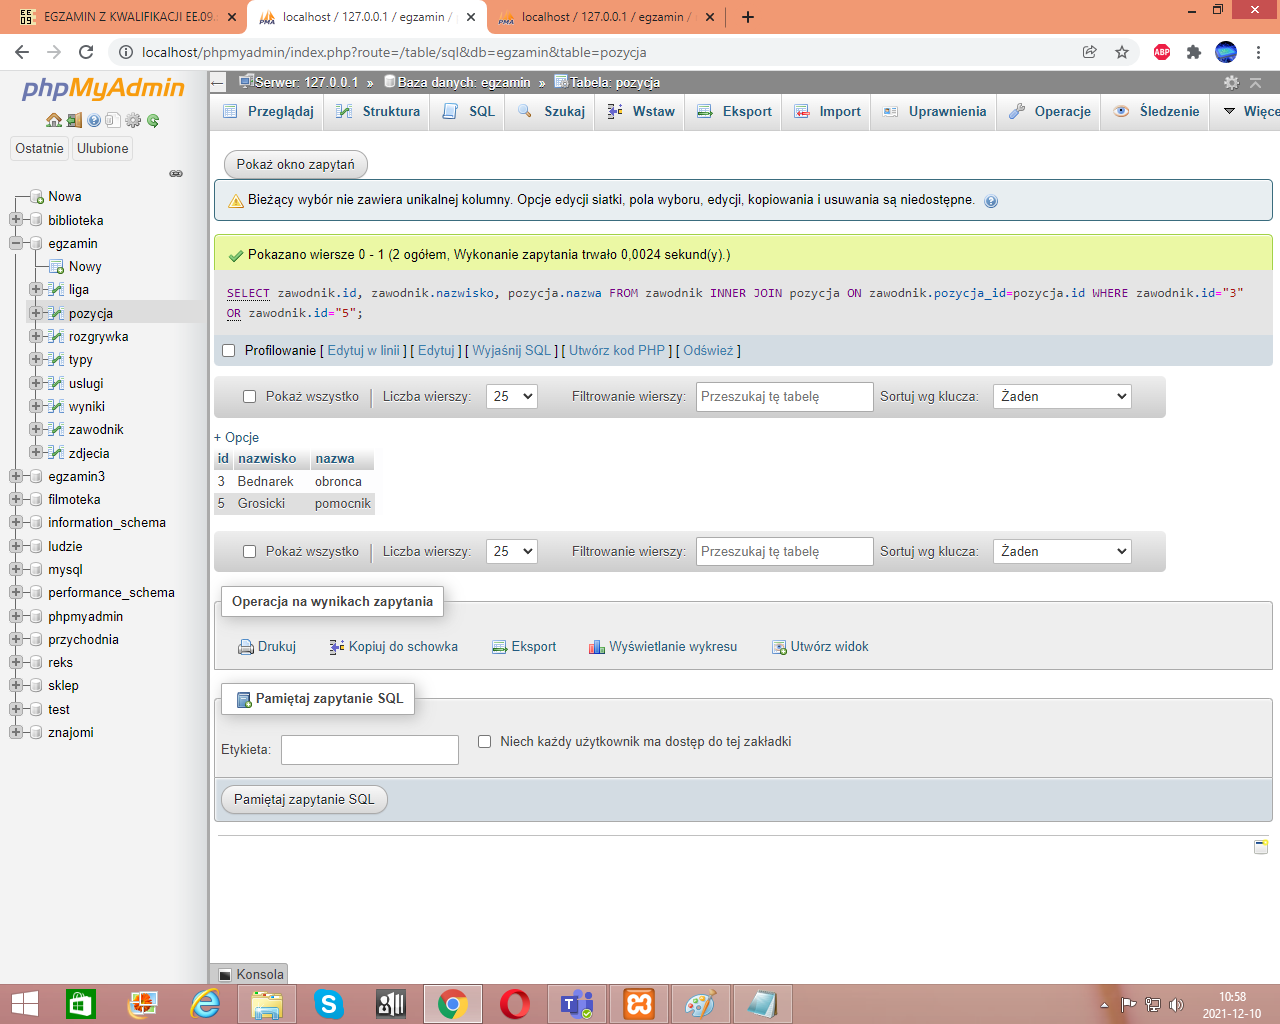 EGZAMIN Z KWALIFIKACJI EE.09
localhost / 127.0.0.1 / egzamin /
localhost / 127.0.0.1 / egzamin /
localhost/phpmyadmin/index.php?route=/table/sql&db=egzamin&table=pozycja
phpMyAdmin
Ostatnie
Ulubione
Nowa
biblioteka
egzamin
Nowy
liga
pozycja
rozgrywka
typy
uslugi
wyniki
zawodnik
zdjecia
egzamin3
filmoteka
information_schema
ludzie
mysql
performance_schema
phpmyadmin
przychodnia
reks
sklep
test
znajomi
Serwer: 127.0.0.1 » Baza danych: egzamin » Tabela: pozycja
Przeglądaj Struktura SQL Szukaj Wstaw Eksport Import Uprawnienia Operacje Śledzenie Więce
Pokaż okno zapytań
Bieżący wybór nie zawiera unikalnej kolumny. Opcje edycji siatki, pola wyboru, edycji, kopiowania i usuwania są niedostępne.
Pokazano wiersze 0 - 1 (2 ogółem, Wykonanie zapytania trwało 0,0024 sekund(y).)
SELECT zawodnik.id, zawodnik.nazwisko, pozycja.nazwa FROM zawodnik INNER JOIN pozycja ON zawodnik.pozycja_id=pozycja.id WHERE zawodnik.id="3"
OR zawodnik.id="5";
Profilowanie [ Edytuj w linii ] [ Edytuj ] [ Wyjaśnij SQL ] [ Utwórz kod PHP ] [ Odśwież ]
Pokaż wszystko Liczba wierszy: 25 Filtrowanie wierszy: Przeszukaj tę tabelę Sortuj wg klucza: Żaden
+ Opcje
id nazwisko nazwa
3 Bednarek obronca
5 Grosicki pomocnik
Pokaż wszystko Liczba wierszy: 25 Filtrowanie wierszy: Przeszukaj tę tabelę Sortuj wg klucza: Żaden
Operacja na wynikach zapytania
Drukuj Kopiuj do schowka Eksport Wyświetlanie wykresu Utwórz widok
Pamiętaj zapytanie SQL
Etykieta: Niech każdy użytkownik ma dostęp do tej zakładki
Pamiętaj zapytanie SQL
Konsola
10:58
2021-12-10